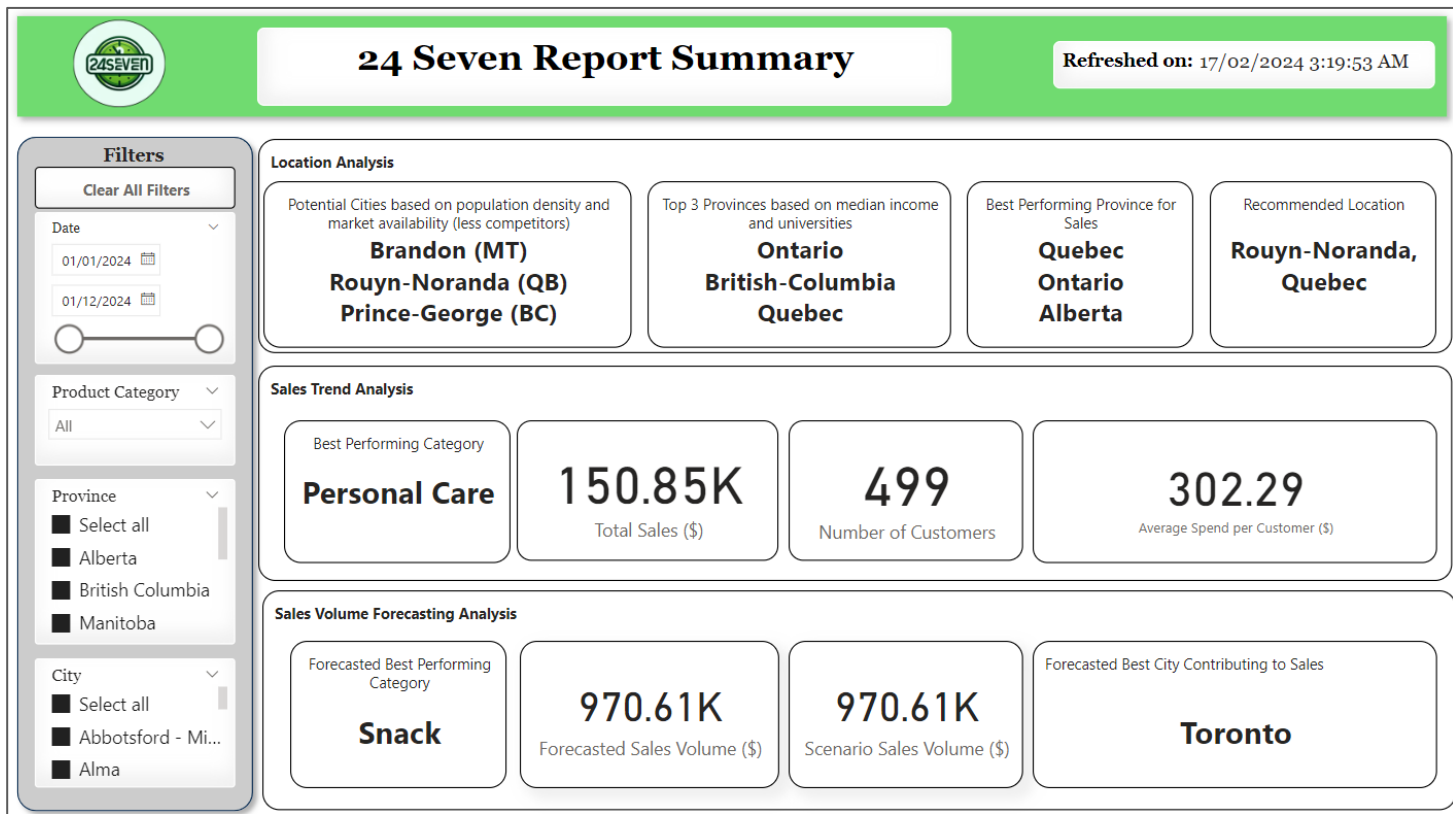 24SEVEN
24 Seven Report Summary
Refreshed on: 17/02/2024 3:19:53 AM
Filters
Clear All Filters
Date
01/01/2024
01/12/2024
Product Category
All
Province
Select all
Alberta
British Columbia
Manitoba
City
Select all
Abbotsford - Mi...
Alma
Location Analysis
Potential Cities based on population density and
market availability (less competitors)
Brandon (MT)
Rouyn-Noranda (QB)
Prince-George (BC)
Top 3 Provinces based on median income
and universities
Ontario
British-Columbia
Quebec
Best Performing Province for
Sales
Quebec
Ontario
Alberta
Recommended Location
Rouyn-Noranda,
Quebec
Sales Trend Analysis
Best Performing Category
Personal Care
150.85K
Total Sales ($)
499
Number of Customers
302.29
Average Spend per Customer ($)
Sales Volume Forecasting Analysis
Forecasted Best Performing
Category
Snack
970.61K
Forecasted Sales Volume ($)
970.61K
Scenario Sales Volume ($)
Forecasted Best City Contributing to Sales
Toronto